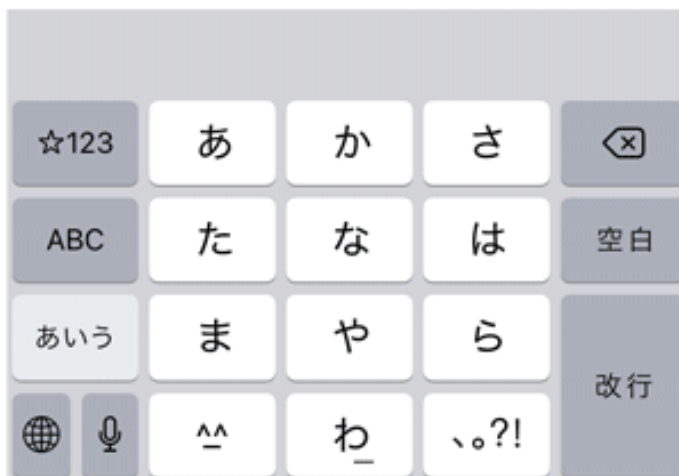 ☆123 あ か さ
ABC た な は 空白
あいう ま や ら
改行
^^ わ 、。?!